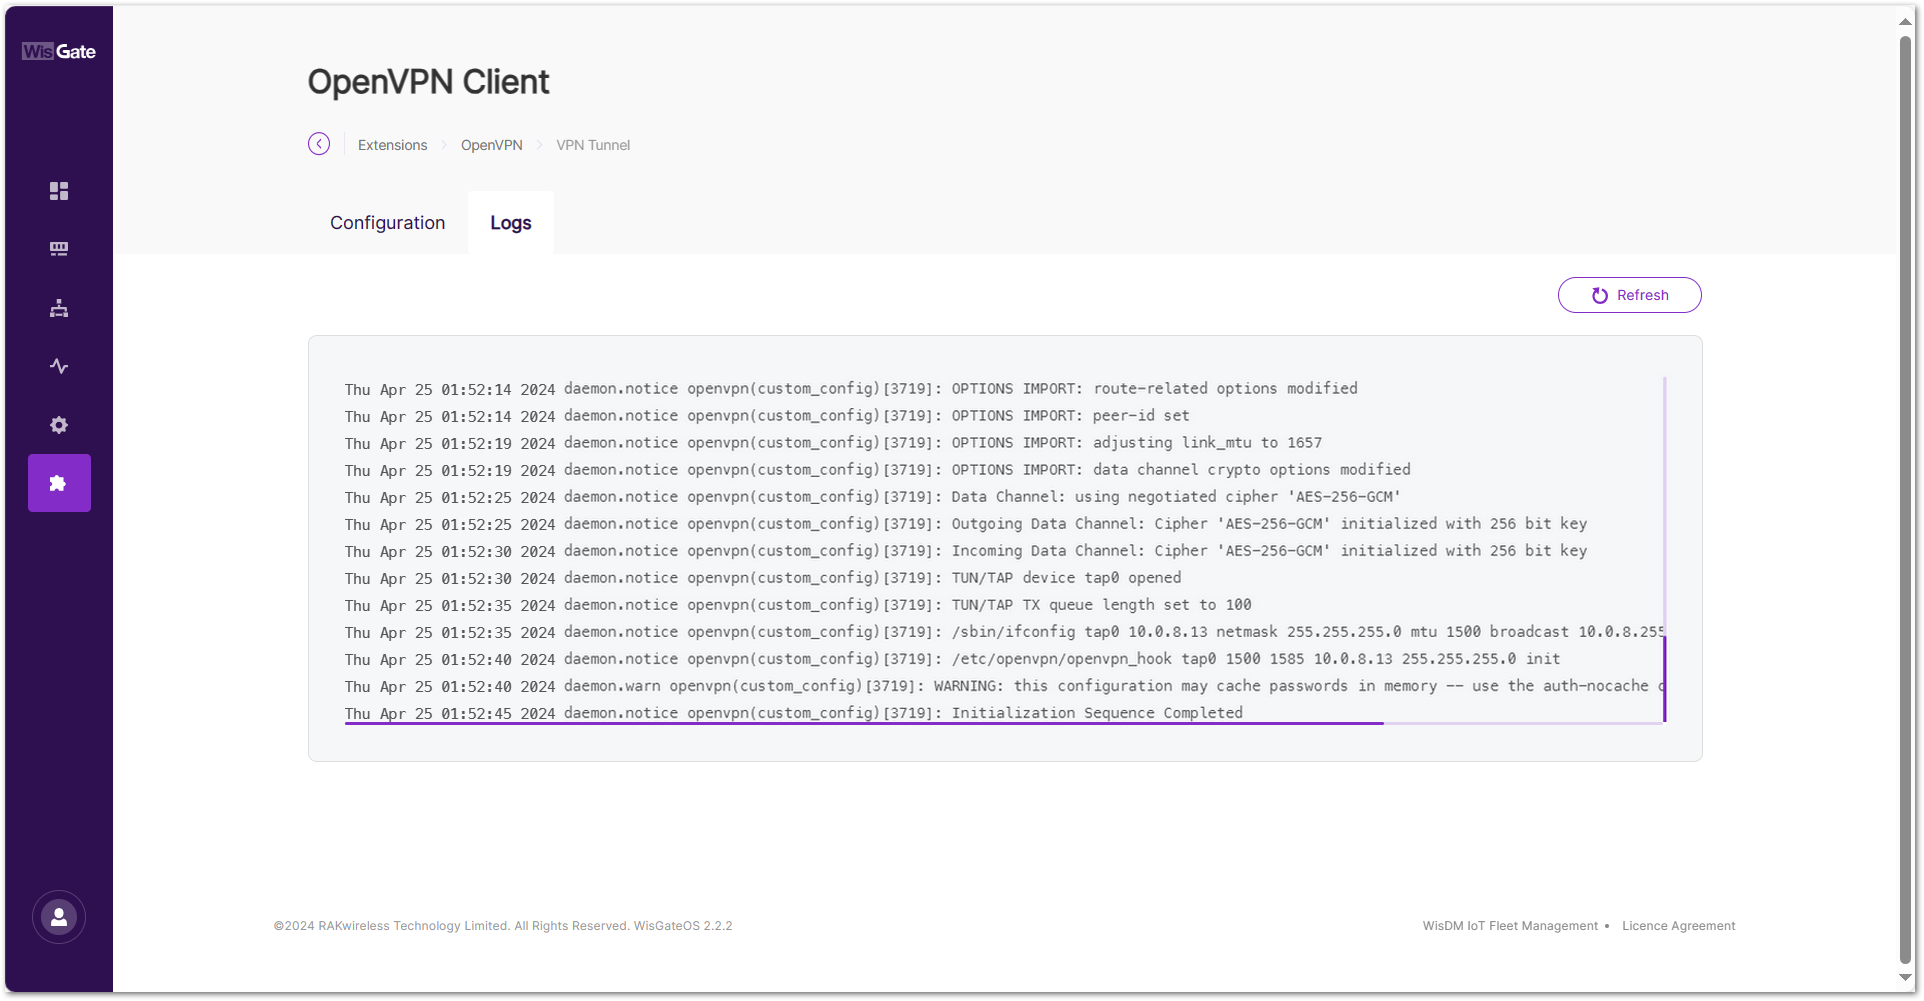 WisGate
OpenVPN Client
Extensions
OpenVPN
VPN Tunnel
Configuration
Logs
Refresh
Thu Apr 25 01:52:14 2024 daemon.notice openvpn(custom_config)[3719]: OPTIONS IMPORT: route-related options modified
Thu Apr 25 01:52:14 2024 daemon.notice openvpn(custom_config)[3719]: OPTIONS IMPORT: peer-id set
Thu Apr 25 01:52:19 2024 daemon.notice openvpn(custom_config)[3719]: OPTIONS IMPORT: adjusting link_mtu to 1657
Thu Apr 25 01:52:19 2024 daemon.notice openvpn(custom_config)[3719]: OPTIONS IMPORT: data channel crypto options modified
Thu Apr 25 01:52:25 2024 daemon.notice openvpn(custom_config)[3719]: Data Channel: using negotiated cipher 'AES-256-GCM'
Thu Apr 25 01:52:25 2024 daemon.notice openvpn(custom_config)[3719]: Outgoing Data Channel: Cipher 'AES-256-GCM' initialized with 256 bit key
Thu Apr 25 01:52:30 2024 daemon.notice openvpn(custom_config)[3719]: Incoming Data Channel: Cipher 'AES-256-GCM' initialized with 256 bit key
Thu Apr 25 01:52:30 2024 daemon.notice openvpn(custom_config)[3719]: TUN/TAP device tap0 opened
Thu Apr 25 01:52:35 2024 daemon.notice openvpn(custom_config)[3719]: TUN/TAP TX queue length set to 100
Thu Apr 25 01:52:35 2024 daemon.notice openvpn(custom_config)[3719]: /sbin/ifconfig tap0 10.0.8.13 netmask 255.255.255.0 mtu 1500 broadcast 10.0.8.255
Thu Apr 25 01:52:40 2024 daemon.notice openvpn(custom_config)[3719]: /etc/openvpn/openvpn_hook tap0 1500 1585 10.0.8.13 255.255.255.0 init
Thu Apr 25 01:52:40 2024 daemon.warn openvpn(custom_config)[3719]: WARNING: this configuration may cache passwords in memory -- use the auth-nocache
Thu Apr 25 01:52:45 2024 daemon.notice openvpn(custom_config)[3719]: Initialization Sequence Completed
©2024 RAKwireless Technology Limited. All Rights Reserved. WisGateOS 2.2.2
WisDM IoT Fleet Management • Licence Agreement